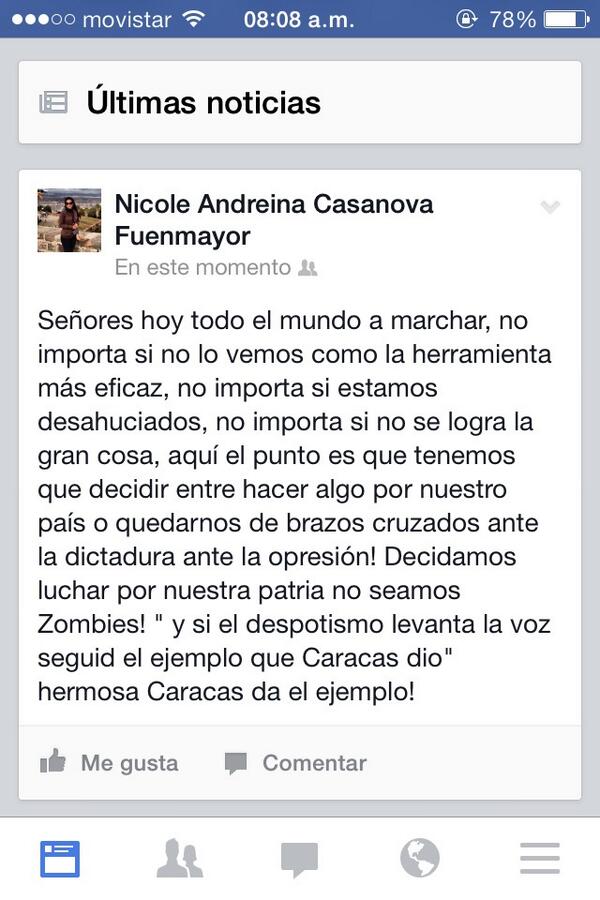 movistar 08:08 a.m. 78%
Últimas noticias
Nicole Andreina Casanova
Fuenmayor
En este momento
Señores hoy todo el mundo a marchar, no
importa si no lo vemos como la herramienta
más eficaz, no importa si estamos
desahuciados, no importa si no se logra la
gran cosa, aquí el punto es que tenemos
que decidir entre hacer algo por nuestro
país o quedarnos de brazos cruzados ante
la dictadura ante la opresión! Decidamos
luchar por nuestra patria no seamos
Zombies! " y si el despotismo levanta la voz
seguid el ejemplo que Caracas dio"
hermosa Caracas da el ejemplo!
Me gusta Comentar